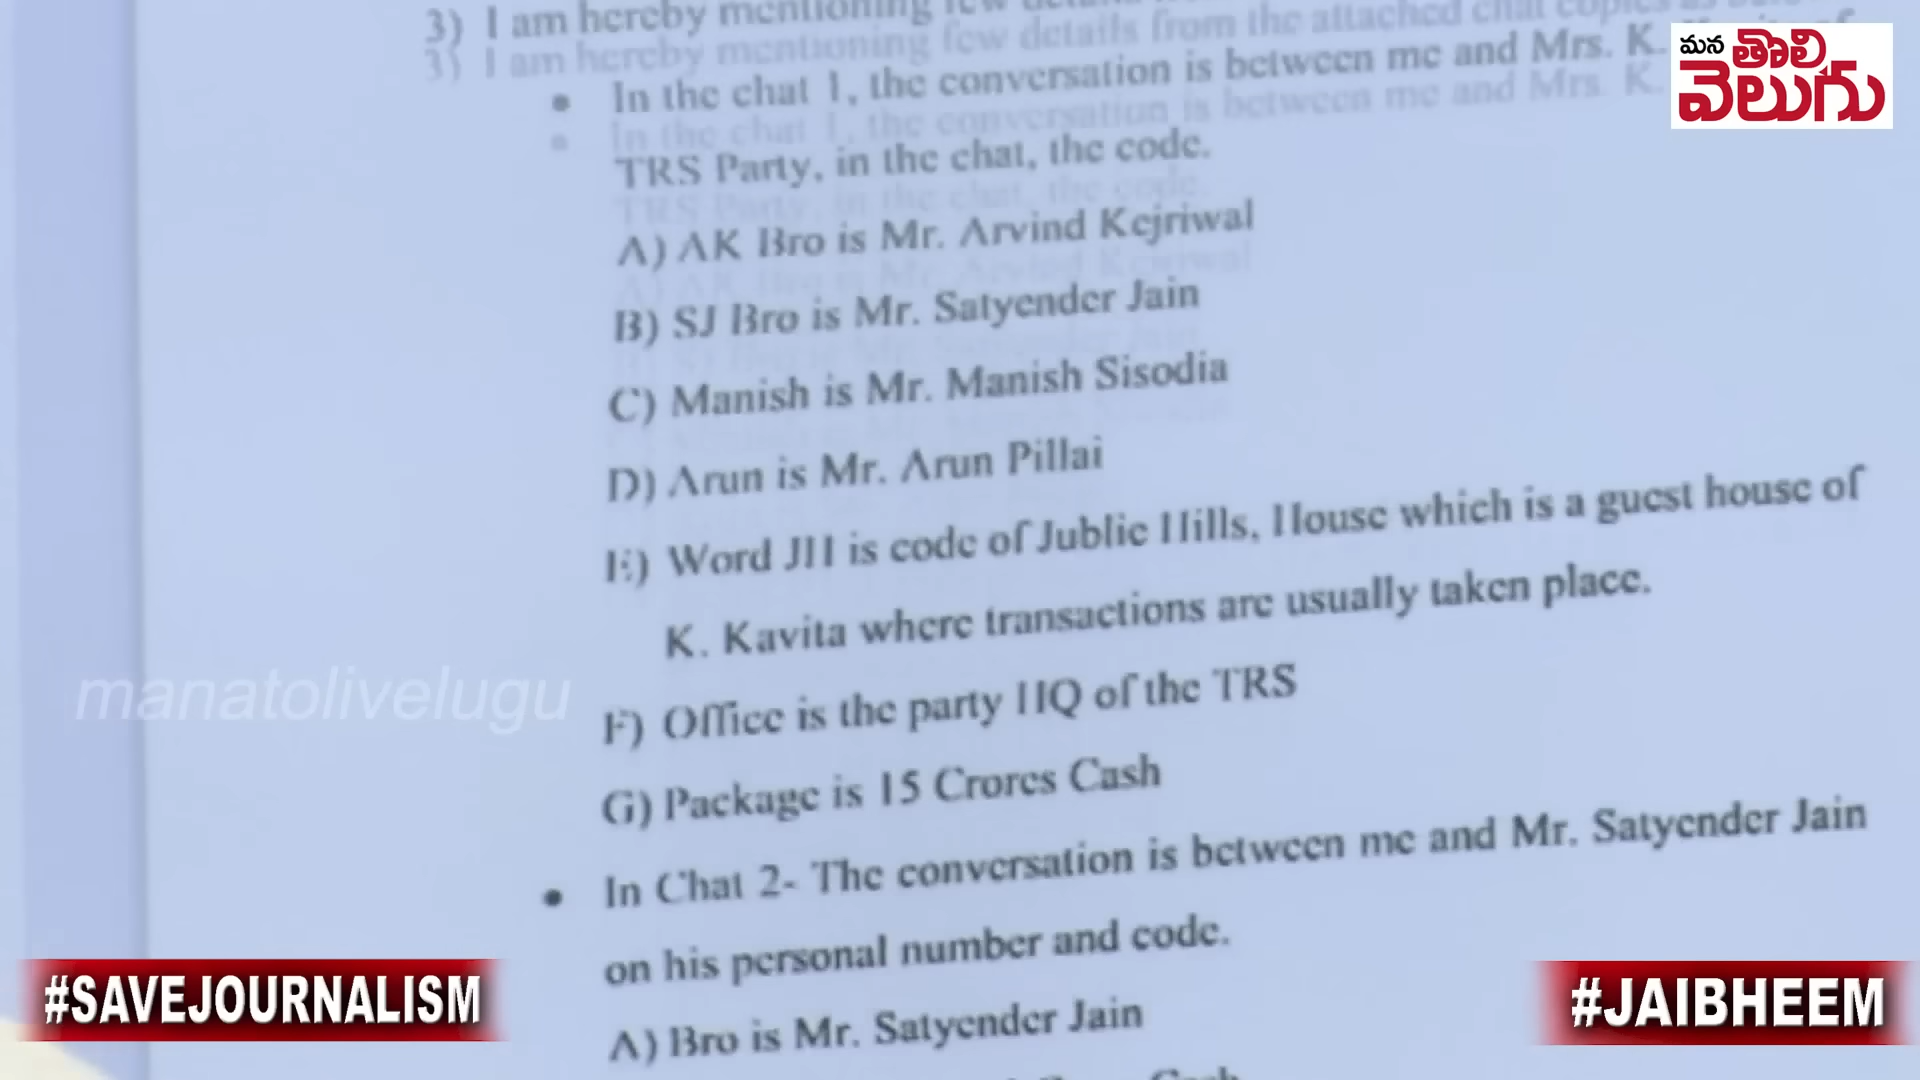 3) I am hereby mentioning few details from the attached chat copies as
• In the chat 1, the conversation is between me and Mrs. K.
TRS Party, in the chat, the code.
A) AK Bro is Mr. Arvind Kejriwal
B) SJ Bro is Mr. Satyender Jain
C) Manish is Mr. Manish Sisodia
D) Arun is Mr. Arun Pillai
E) Word JH is code of Jublie Hills, House which is a guest house of
K. Kavita where transactions are usually taken place.
F) Office is the party HQ of the TRS
G) Package is 15 Crores Cash
• In Chat 2- The conversation is between me and Mr. Satyender Jain
on his personal number and code.
A) Bro is Mr. Satyender Jain
Cash
మన తొలి
వెలుగు
manatolivelugu
#SAVEJOURNALISM
#JAIBHEEM